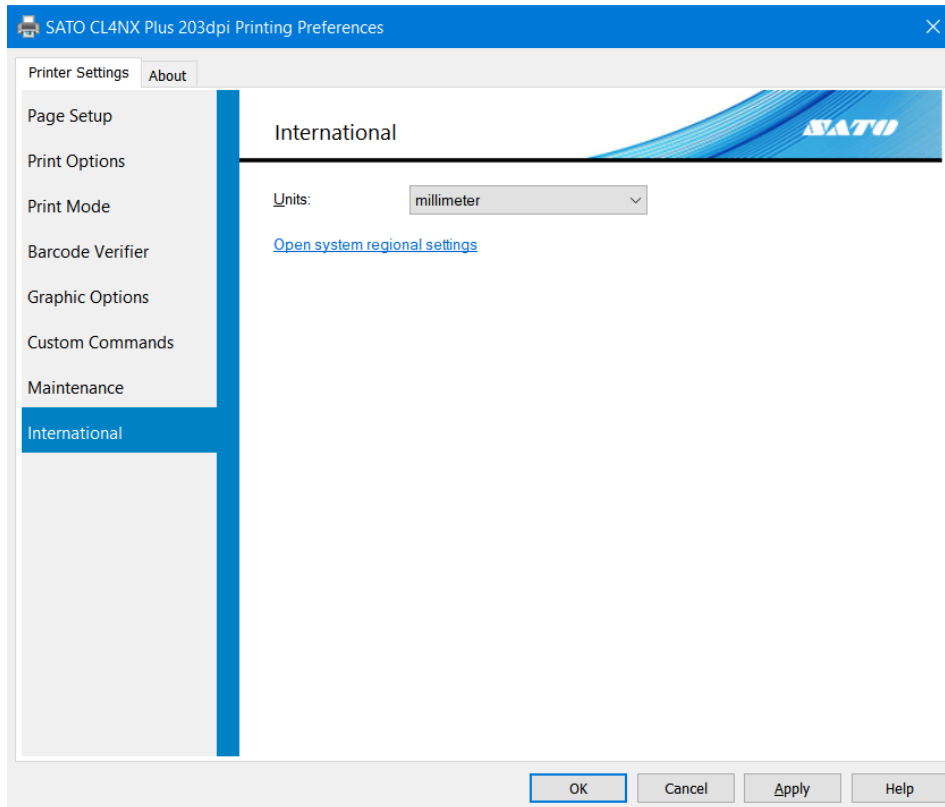 SATO CL4NX Plus 203dpi Printing Preferences
Printer Settings
About
Page Setup
Print Options
Print Mode
Barcode Verifier
Graphic Options
Custom Commands
Maintenance
International
International
SATO
Units:
millimeter
Open system regional settings
OK
Cancel
Apply
Help